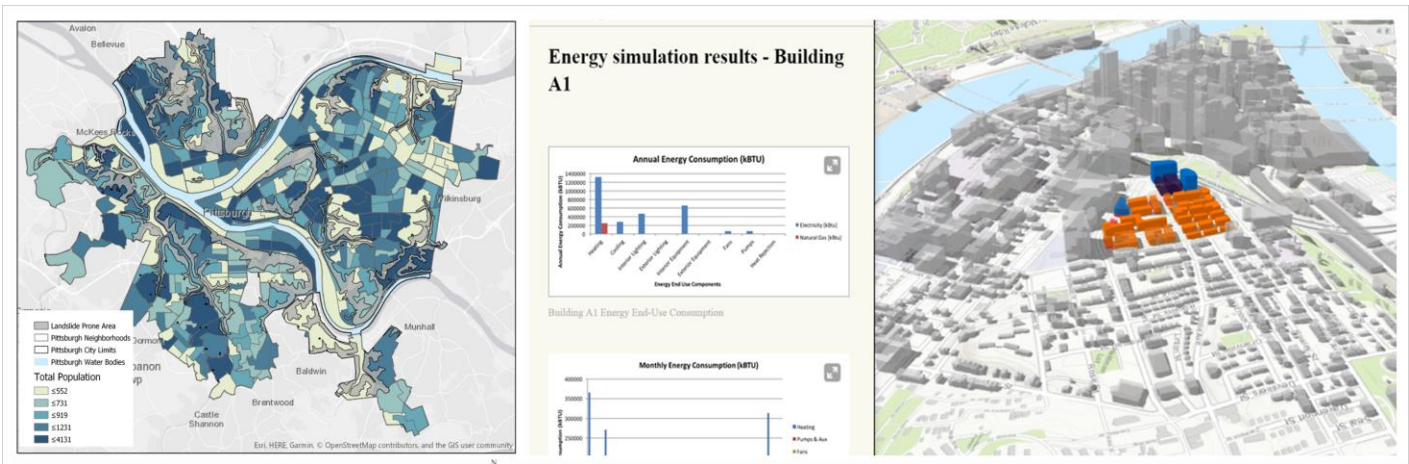 Avalon
Bellevue
McKees Rocks
Pittsburgh
Wilkinsburg
Munhall
Baldwin
Brentwood
Castle
Shannon
Landslide Prone Area
Pittsburgh Neighborhoods
Pittsburgh City Limits
Pittsburgh Water Bodies
Total Population
≤552
≤731
≤919
≤1231
≤4131
Esri, HERE, Garmin, © OpenStreetMap contributors, and the GIS user community
N
Energy simulation results - Building
A1
Annual Energy Consumption (kBTU)
Annual Energy Consumption (kBTU)
1400000
1200000
1000000
800000
600000
400000
200000
0
Heating
Cooling
Interior Lighting
Exterior Lighting
Interior Equipment
Exterior Equipment
Fans
Pumps
Heat Rejection
Energy End Use Components
Electricity [kBtu]
Natural Gas [kBtu]
Building A1 Energy End-Use Consumption
Monthly Energy Consumption (kBTU)
400000
350000
300000
250000
Heating
Pumps & Aux
Fans